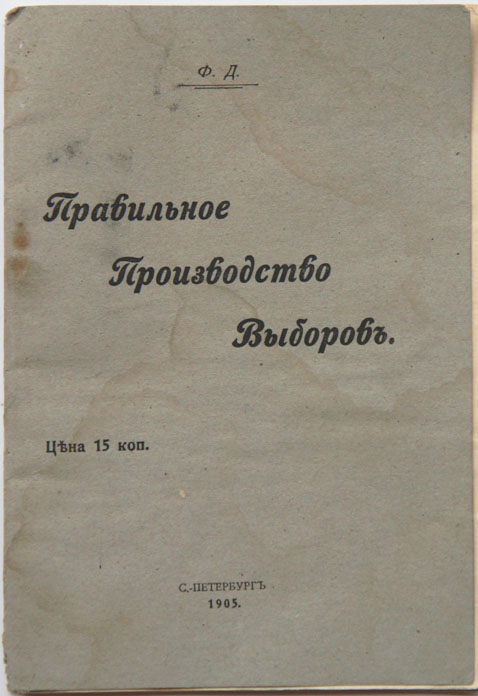 Ф. Д.
Правильное
Производство
Выборовъ.
Цѣна 15 коп.
С.-ПЕТЕРБУРГЪ
1905.